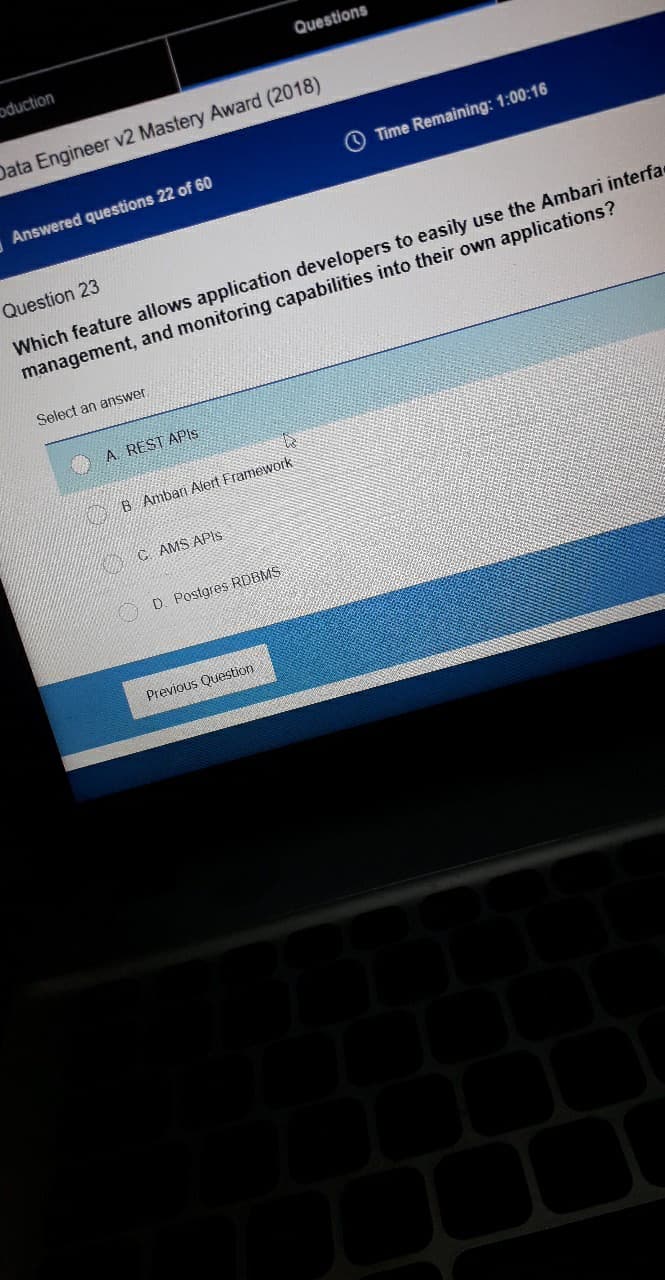 Questions
oduction
Data Engineer v2 Mastery Award (2018)
Time Remaining: 1:00:16
Answered questions 22 of 60
Question 23
Which feature allows application developers to easily use the Ambari interfa
management, and monitoring capabilities into their own applications?
Select an answer
A. REST APIs
B. Ambari Alert Framework
C. AMS APIs
D. Postgres RDBMS
Previous Question